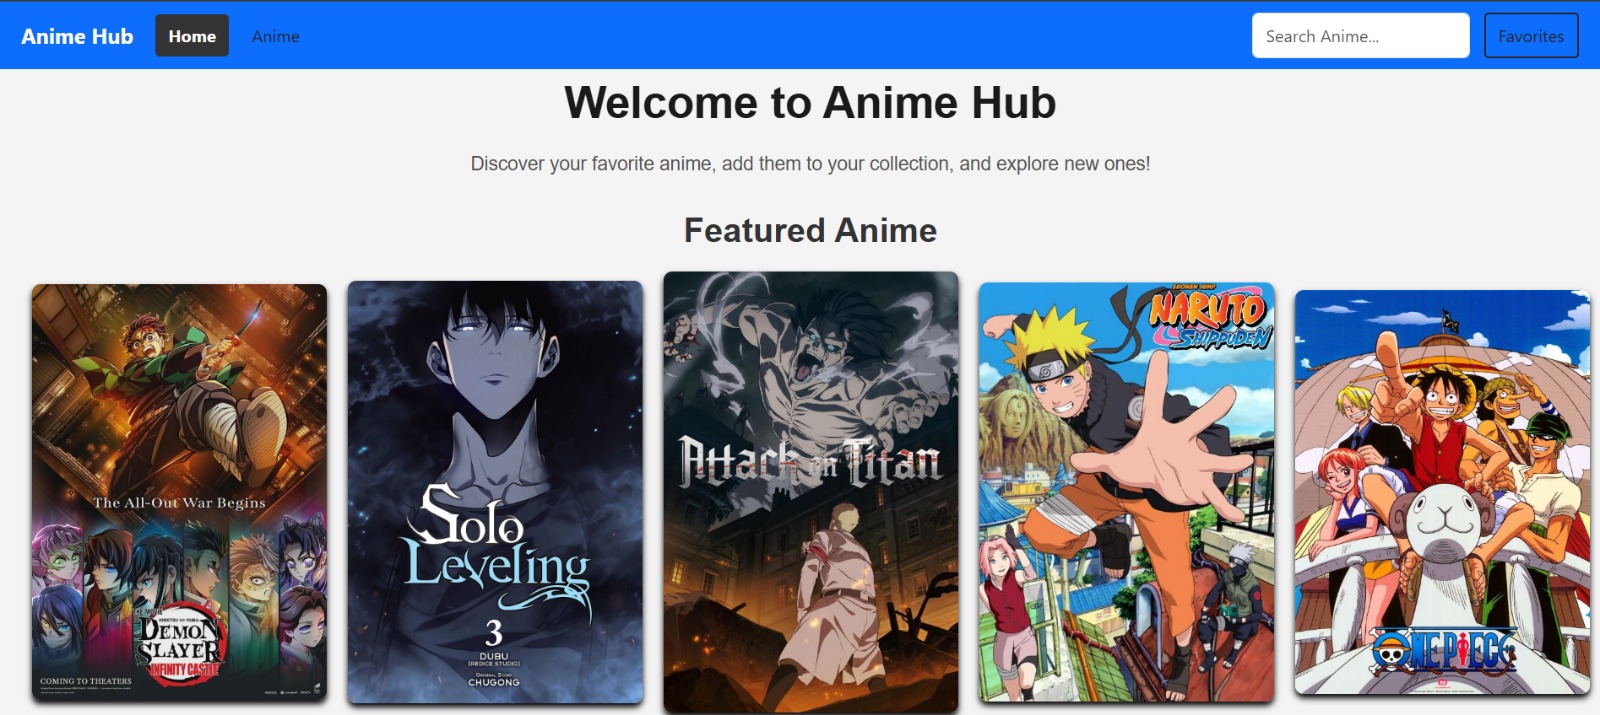 Anime Hub
Home
Anime
Search Anime...
Favorites
Welcome to Anime Hub
Discover your favorite anime, add them to your collection, and explore new ones!
Featured Anime
The All-Out War Begins
THE MOVIE
KIMETSU NO YAIBA
DEMON
SLAYER
INFINITY CASTLE
COMING TO THEATERS
Solo
Leveling
3
DUBU
[REDICE STUDIO]
ORIGINAL STORY
CHUGONG
Attack on Titan
SHONEN JUMP
NARUTO
SHIPPUDEN
ONE PIECE